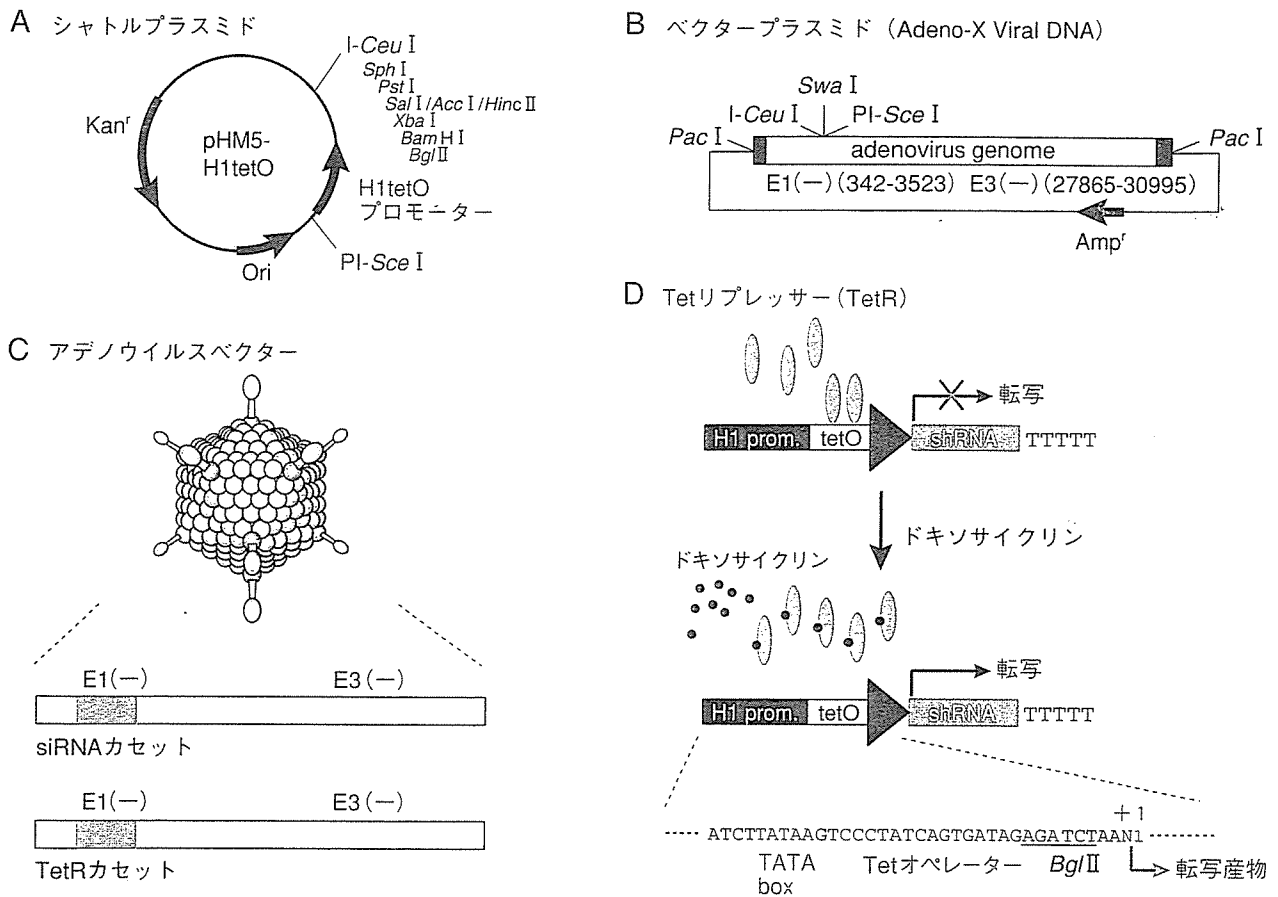 A シャトルプラスミド
I-Ceu I
Sph I
Pst I
Sal I/Acc I/Hinc II
Xba I
BamH I
Bgl II
Kanr
pHM5-
H1tetO
H1tetO
プロモーター
PI-Sce I
Ori
B ベクタープラスミド（Adeno-X Viral DNA）
Swa I
I-Ceu I
PI-Sce I
Pac I
Pac I
adenovirus genome
E1(—)(342-3523) E3(—)(27865-30995)
Ampr
C アデノウイルスベクター
E1(—) E3(—)
siRNAカセット
E1(—) E3(—)
TetRカセット
D Tetリプレッサー(TetR)
転写
H1 prom. tetO shRNA TTTTT
ドキソサイクリン
ドキソサイクリン
転写
H1 prom. tetO shRNA TTTTT
+1
ATCTTATAAGTCCCTATCAGTGATAGAGATCTAAN1
TATA
box
Tetオペレーター
BglII
転写産物